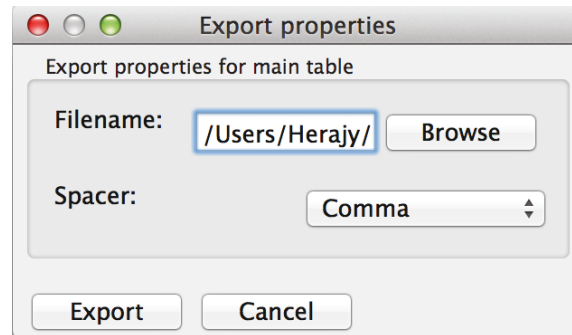 Export properties
Export properties for main table
Filename: /Users/Herajy/ Browse
Spacer: Comma
Export Cancel